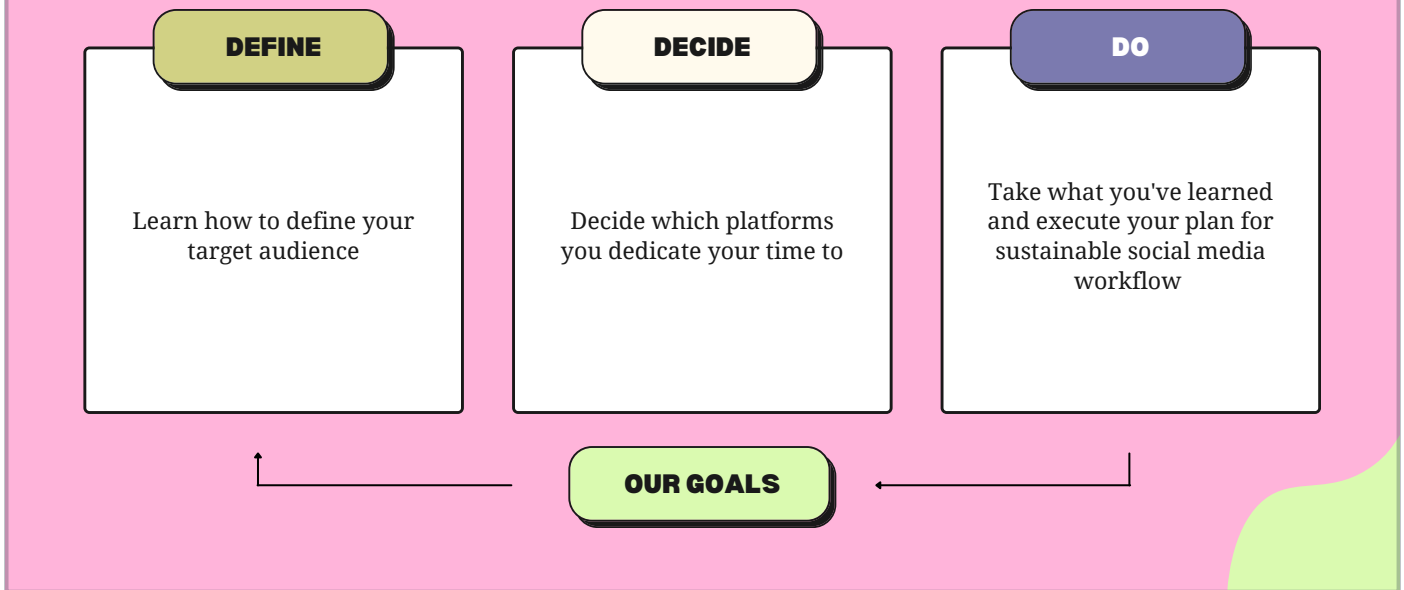 DEFINE
Learn how to define your
target audience
DECIDE
Decide which platforms
you dedicate your time to
DO
Take what you've learned
and execute your plan for
sustainable social media
workflow
OUR GOALS